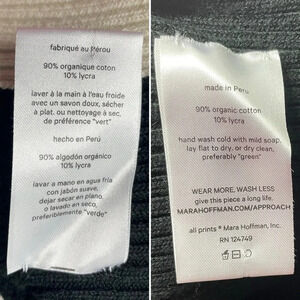 fabriqué au Pérou
90% organique coton
10% lycra
laver à la main à l'eau froide
avec un savon doux, sécher
à plat. ou nettoyage à sec,
de préférence "vert"
hecho en Perú
90% algodón orgánico
10% lycra
lavar a mano en agua fría
con jabón suave,
dejar secar en plano
o lavado en seco,
preferiblemente "verde"
made in Peru
90% organic cotton
10% lycra
hand wash cold with mild soap,
lay flat to dry, or dry clean,
preferably "green"
WEAR MORE. WASH LESS
give this piece a long life:
MARAHOFFMAN.COM/APPROACH
all prints ® Mara Hoffman, Inc.
RN 124749